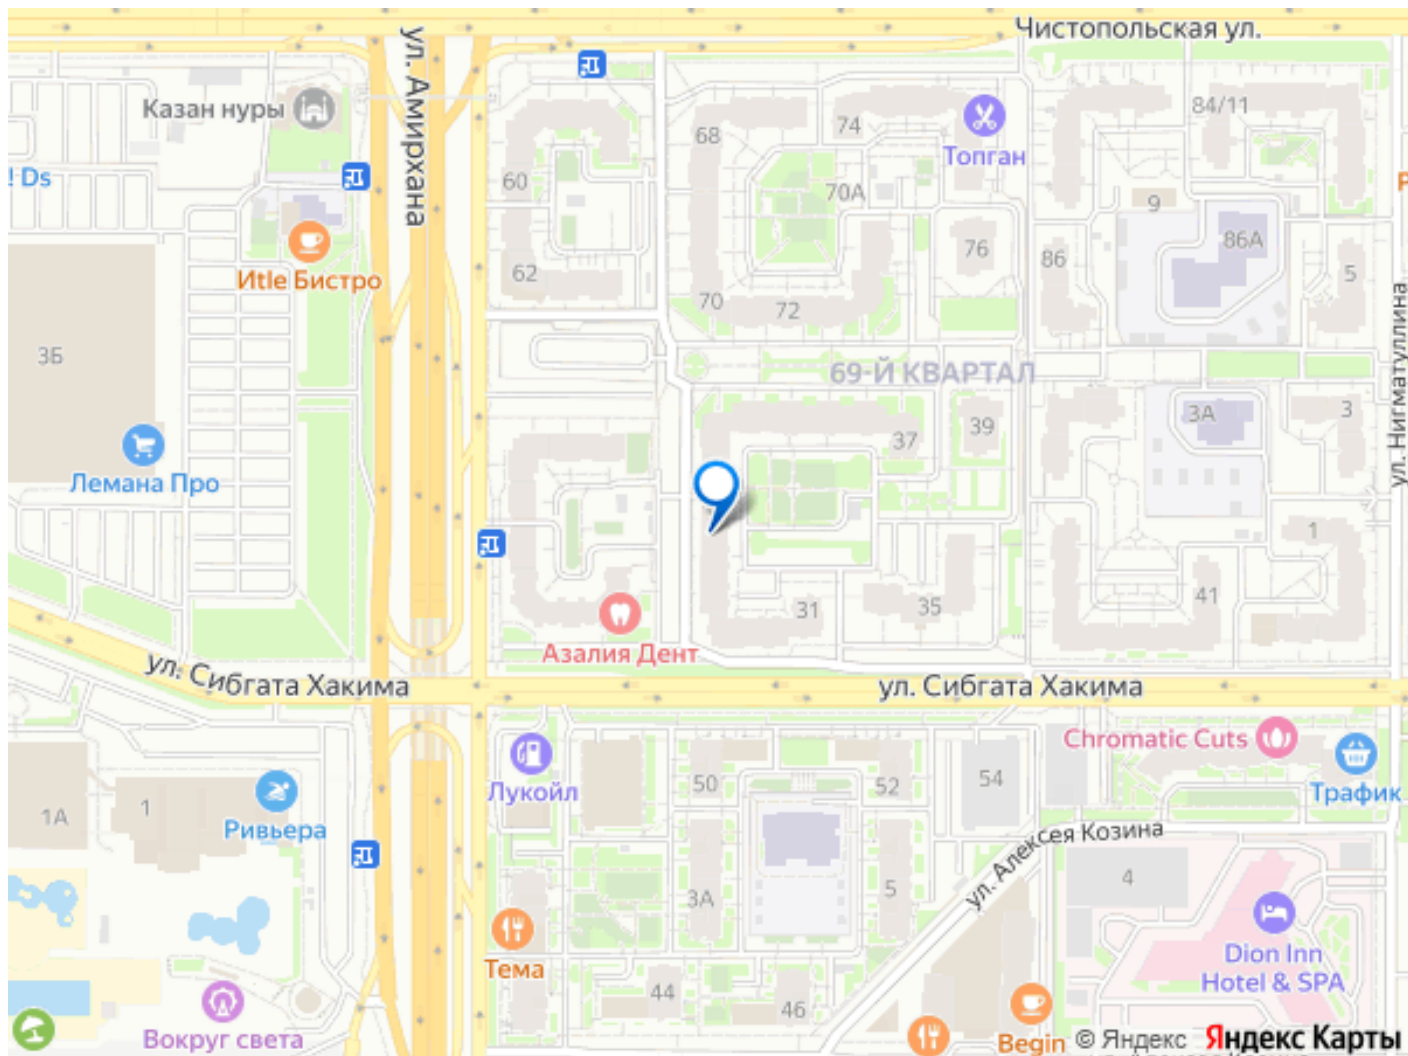 Чистопольская ул.
ул. Амирхана
Казан нуры
84/11
68
74
Топган
! Ds
60
70А
9
76
86
86А
5
62
Итle Бистро
70
72
ул. Нигматуллина
3Б
69-Й КВАРТАЛ
3А
3
37
39
Лемана Про
1
31
35
41
Азалия Дент
ул. Сибгата Хакима
ул. Сибгата Хакима
Chromatic Cuts
50
52
54
Лукойл
Трафик
1А
1
Ривьера
ул. Алексея Козина
3А
5
4
Тема
Dion Inn
Hotel & SPA
44
46
Вокруг света
Begin
© Яндекс Яндекс Карты